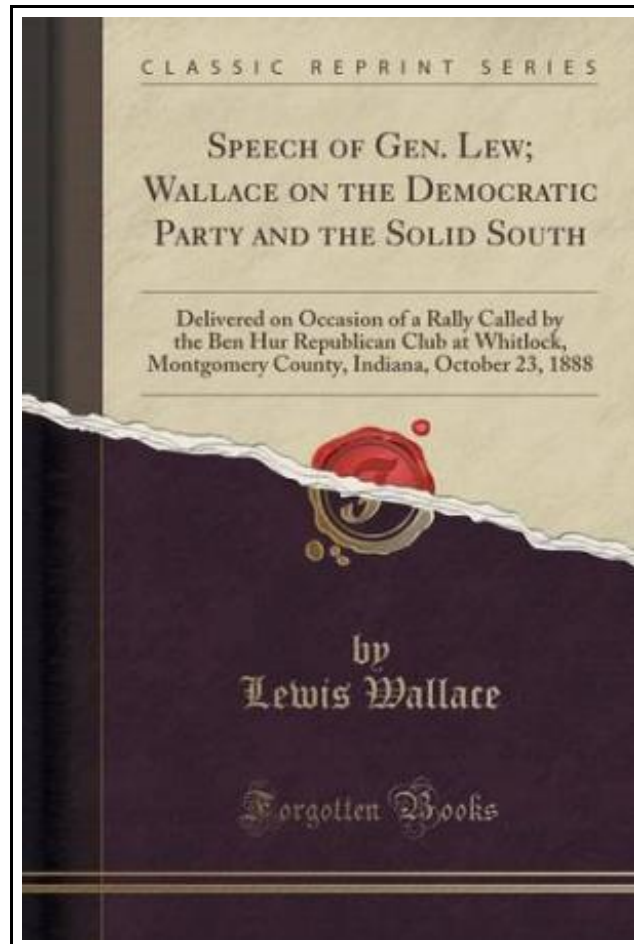 CLASSIC REPRINT SERIES
SPEECH OF GEN. LEW;
WALLACE ON THE DEMOCRATIC
PARTY AND THE SOLID SOUTH
Delivered on Occasion of a Rally Called by
the Ben Hur Republican Club at Whitlock,
Montgomery County, Indiana, October 23, 1888
by
Lewis Wallace
Forgotten Books